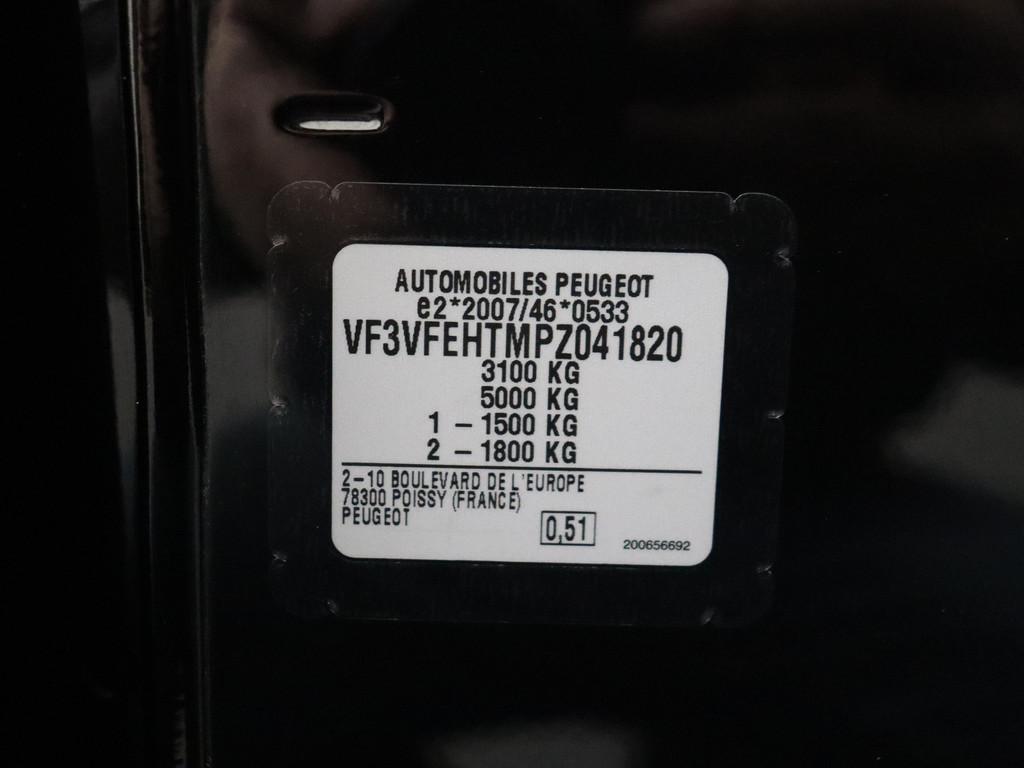 AUTOMOBILES PEUGEOT
e2*2007/46*0533
VF3VFEHTMPZ041820
3100 KG
5000 KG
1 – 1500 KG
2 – 1800 KG
2–10 BOULEVARD DE L'EUROPE
78300 POISSY (FRANCE)
PEUGEOT
0,51
200656692